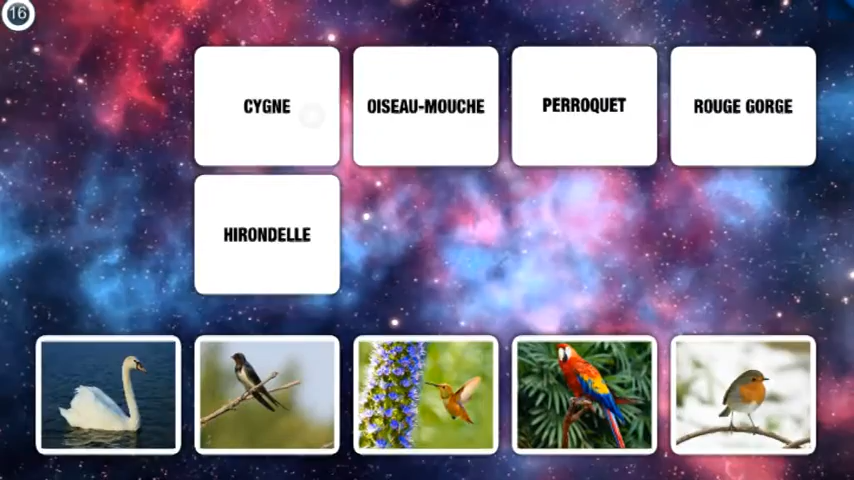 16
CYGNE
OISEAU-MOUCHE
PERROQUET
ROUGE GORGE
HIRONDELLE